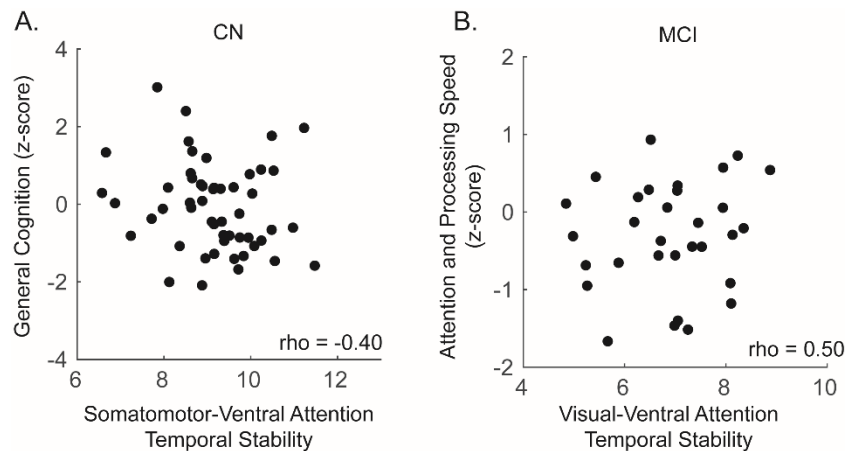 A.
CN
General Cognition (z-score)
4
2
0
-2
-4
6
8
10
12
rho = -0.40
Somatomotor-Ventral Attention
Temporal Stability
B.
MCI
Attention and Processing Speed
(z-score)
2
1
0
-1
-2
4
6
8
10
rho = 0.50
Visual-Ventral Attention
Temporal Stability